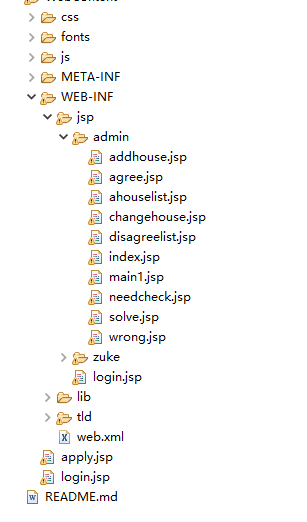 css
fonts
js
META-INF
WEB-INF
jsp
admin
addhouse.jsp
agree.jsp
ahouselist.jsp
changehouse.jsp
disagreelist.jsp
index.jsp
main1.jsp
needcheck.jsp
solve.jsp
wrong.jsp
zuke
login.jsp
lib
tld
web.xml
apply.jsp
login.jsp
README.md